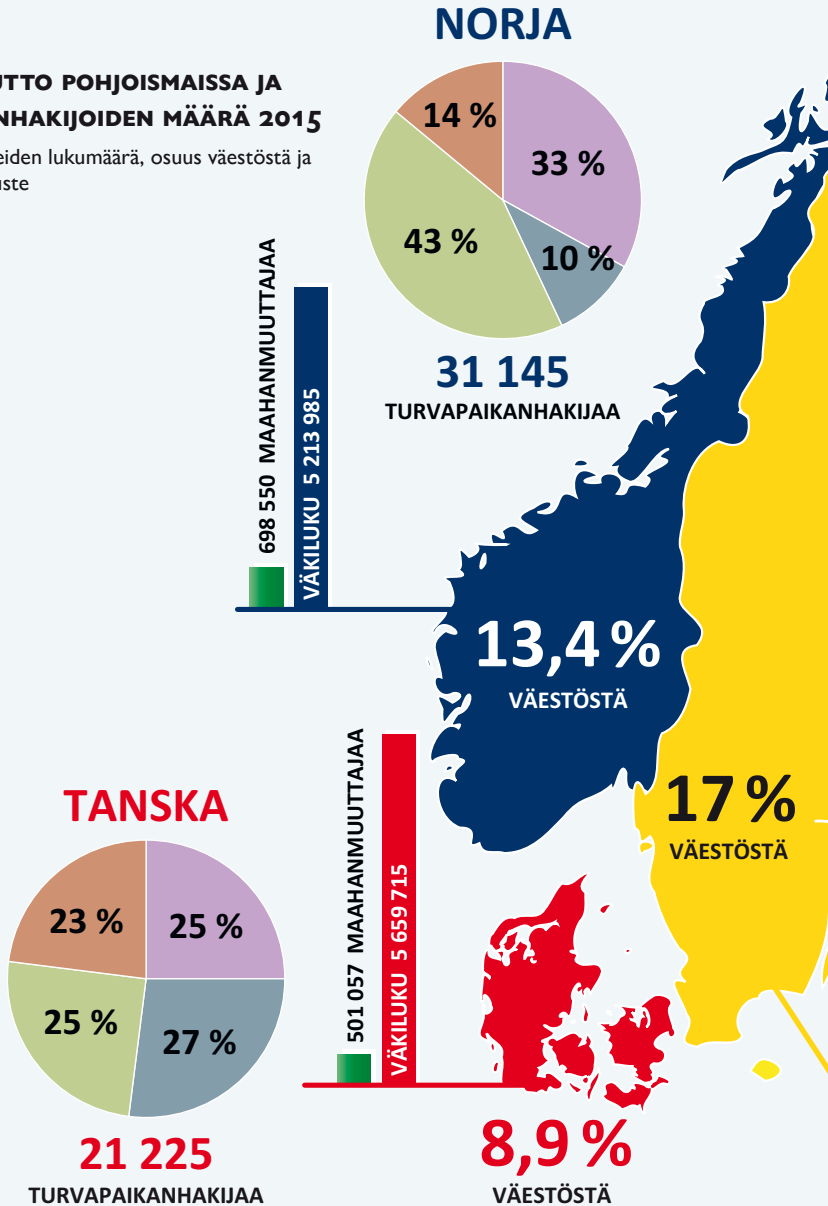 NORJA
UTTO POHJOISMAISSA JA
NHAKIJOIDEN MÄÄRÄ 2015
eiden lukumäärä, osuus väestöstä ja
uste
14 %
33 %
43 %
10 %
31 145
TURVAPAIKANHAKIJAA
698 550 MAAHANMUUTTAJAA
VÄKILUKU 5 213 985
13,4 %
VÄESTÖSTÄ
17 %
VÄESTÖSTÄ
TANSKA
23 %
25 %
25 %
27 %
21 225
TURVAPAIKANHAKIJAA
501 057 MAAHANMUUTTAJAA
VÄKILUKU 5 659 715
8,9 %
VÄESTÖSTÄ